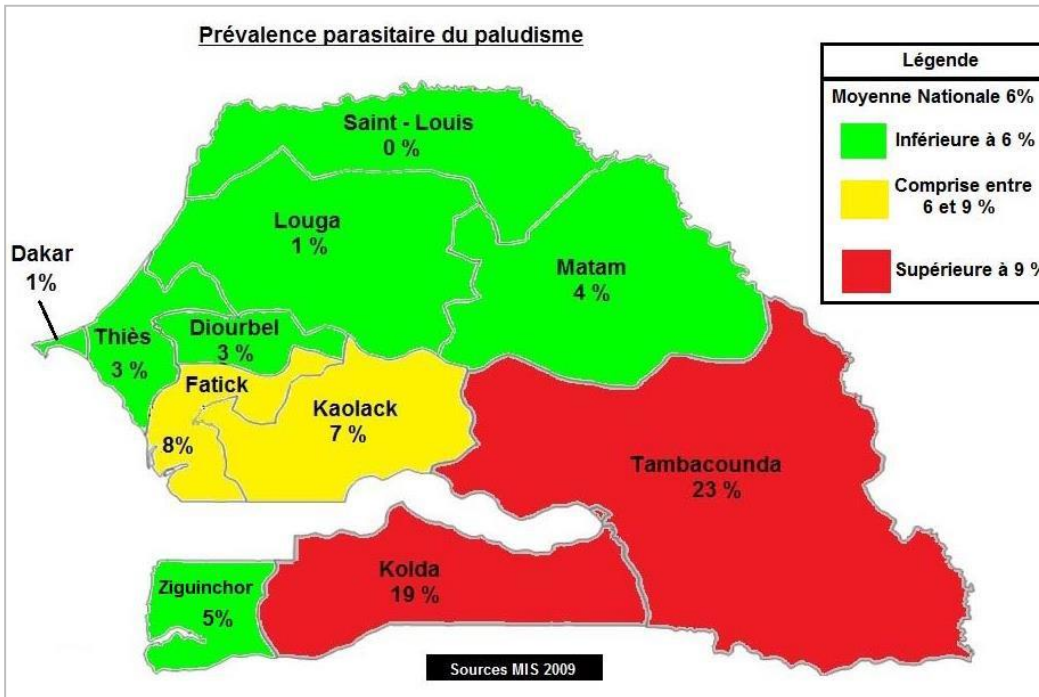 Prévalence parasitaire du paludisme
Légende
Moyenne Nationale 6%
Inférieure à 6 %
Comprise entre
6 et 9 %
Supérieure à 9 %
Saint - Louis
0 %
Louga
1 %
Dakar
1%
Matam
4 %
Thiès
3 %
Diourbel
3 %
Fatick
8%
Kaolack
7 %
Tambacounda
23 %
Kolda
19 %
Ziguinchor
5%
Sources MIS 2009